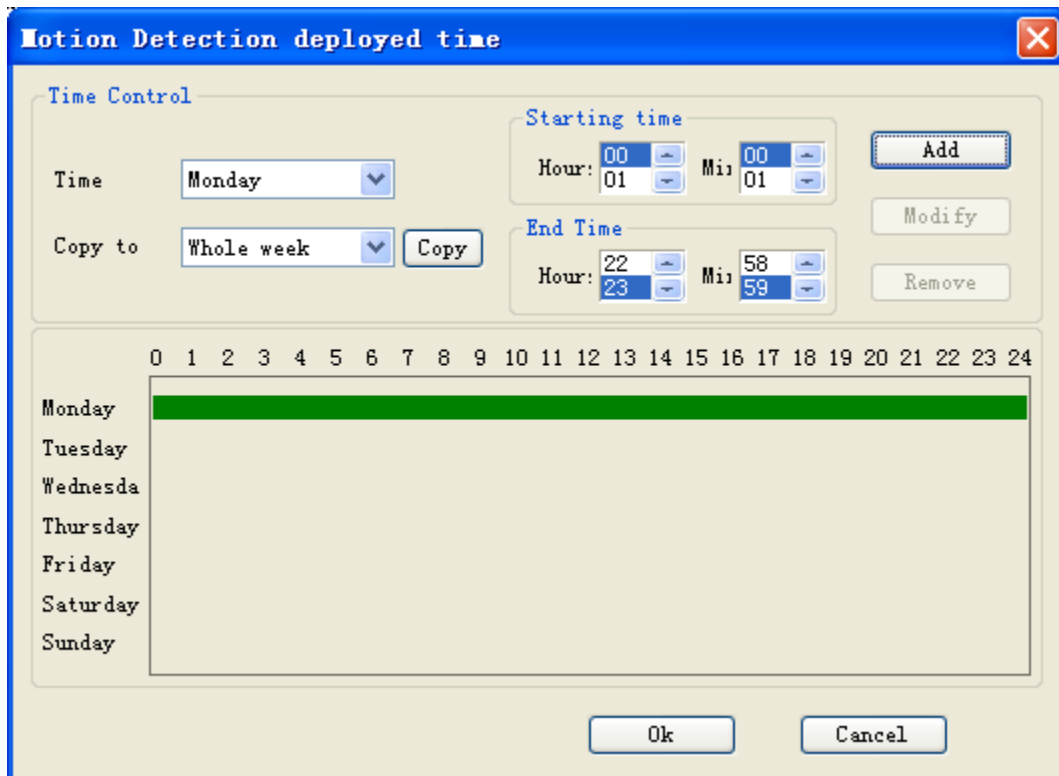 Motion Detection deployed time
Time Control
Time
Monday
Copy to
Whole week
Copy
Starting time
Hour:
00
01
Mi:
00
01
End Time
Hour:
22
23
Mi:
58
59
Add
Modify
Remove
0 1 2 3 4 5 6 7 8 9 10 11 12 13 14 15 16 17 18 19 20 21 22 23 24
Monday
Tuesday
Wednesda
Thursday
Friday
Saturday
Sunday
Ok
Cancel